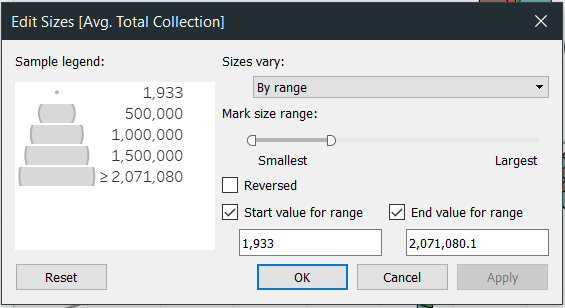 Edit Sizes [Avg. Total Collection]
Sample legend:
1,933
500,000
1,000,000
1,500,000
≥ 2,071,080
Sizes vary:
By range
Mark size range:
Smallest Largest
Reversed
Start value for range End value for range
1,933 2,071,080.1
Reset OK Cancel Apply